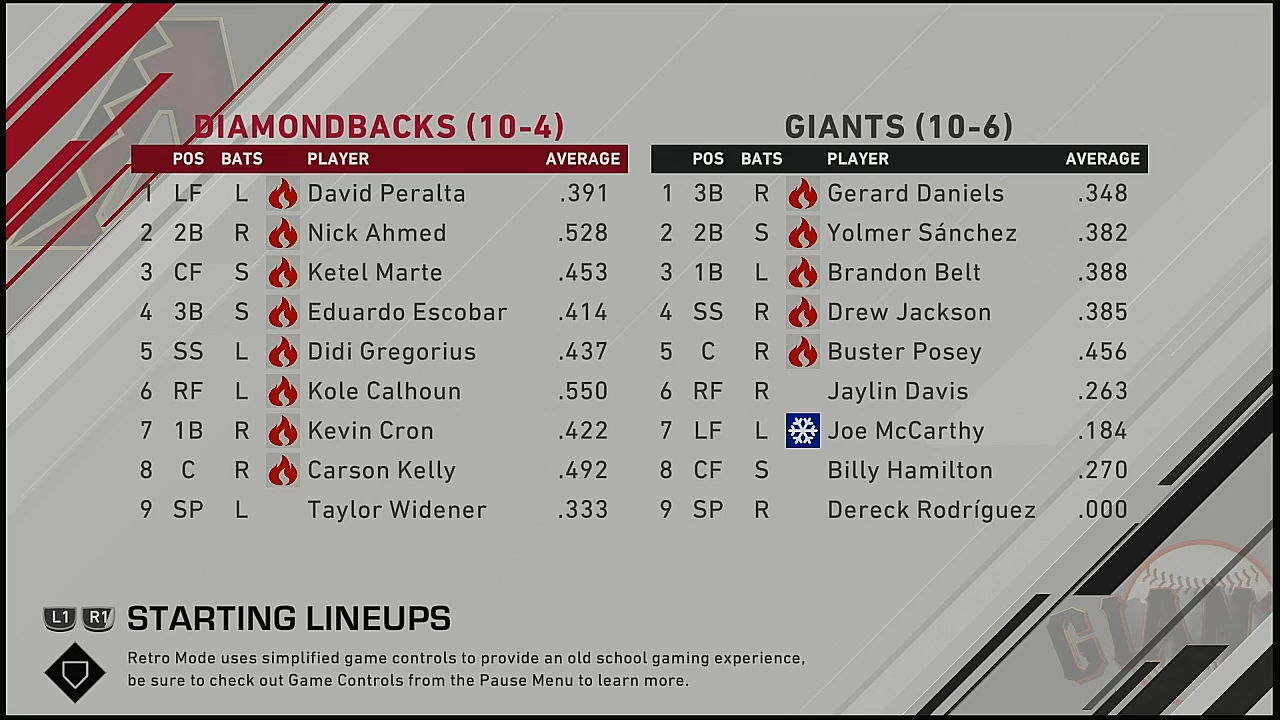 DIAMONDBACKS (10-4)
POS BATS PLAYER AVERAGE
1 LF L David Peralta .391
2 2B R Nick Ahmed .528
3 CF S Ketel Marte .453
4 3B S Eduardo Escobar .414
5 SS L Didi Gregorius .437
6 RF L Kole Calhoun .550
7 1B R Kevin Cron .422
8 C R Carson Kelly .492
9 SP L Taylor Widener .333
GIANTS (10-6)
POS BATS PLAYER AVERAGE
1 3B R Gerard Daniels .348
2 2B S Yolmer Sánchez .382
3 1B L Brandon Belt .388
4 SS R Drew Jackson .385
5 C R Buster Posey .456
6 RF R Jaylin Davis .263
7 LF L Joe McCarthy .184
8 CF S Billy Hamilton .270
9 SP R Dereck Rodríguez .000
L1 R1 STARTING LINEUPS
Retro Mode uses simplified game controls to provide an old school gaming experience,
be sure to check out Game Controls from the Pause Menu to learn more.
GIAN